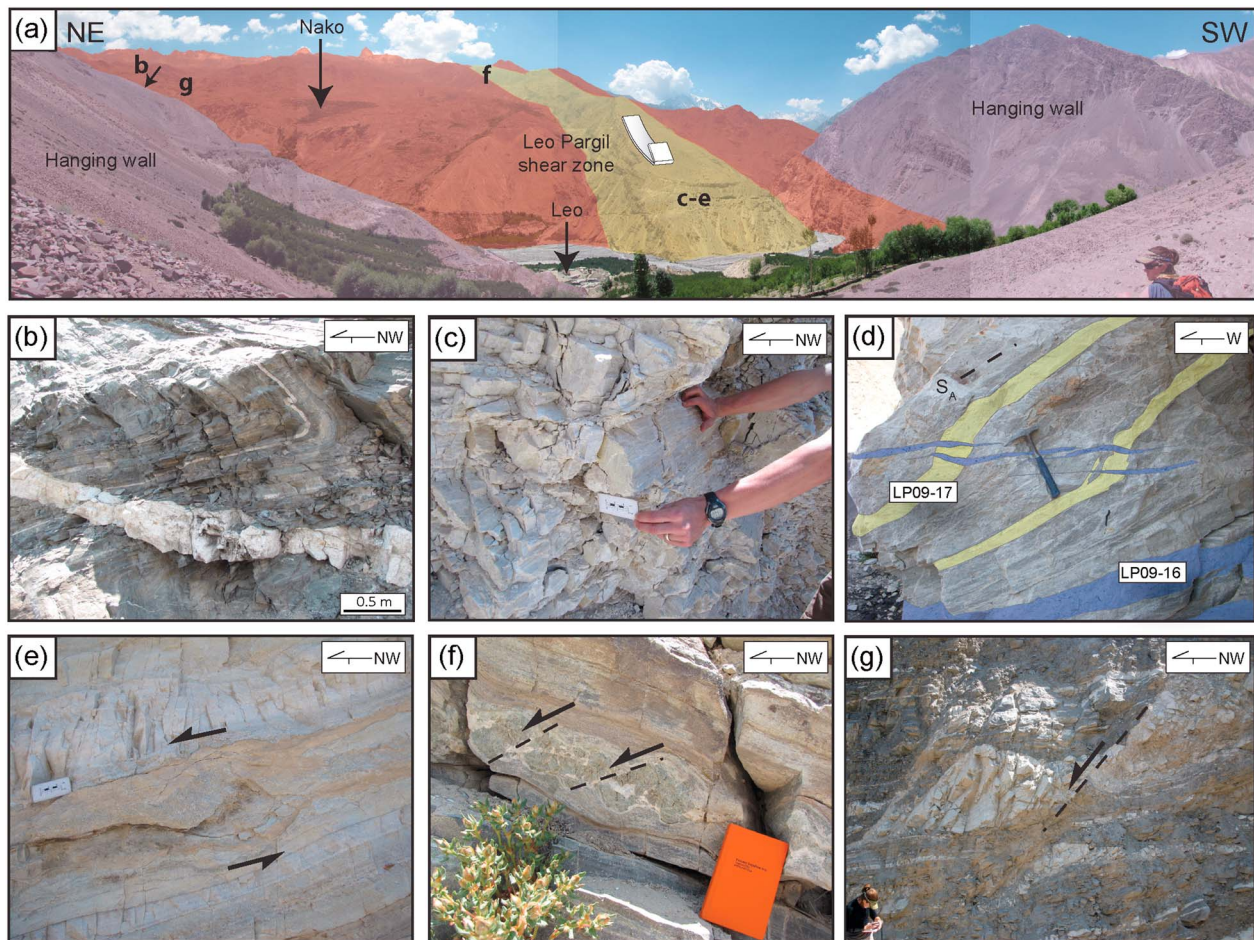 (a) NE
Nako
SW
b
g
f
Hanging wall
Hanging wall
Leo Pargil
shear zone
c-e
Leo
(b)
NW
0.5 m
(c)
NW
(d)
W
S_A
LP09-17
LP09-16
(e)
NW
(f)
NW
(g)
NW